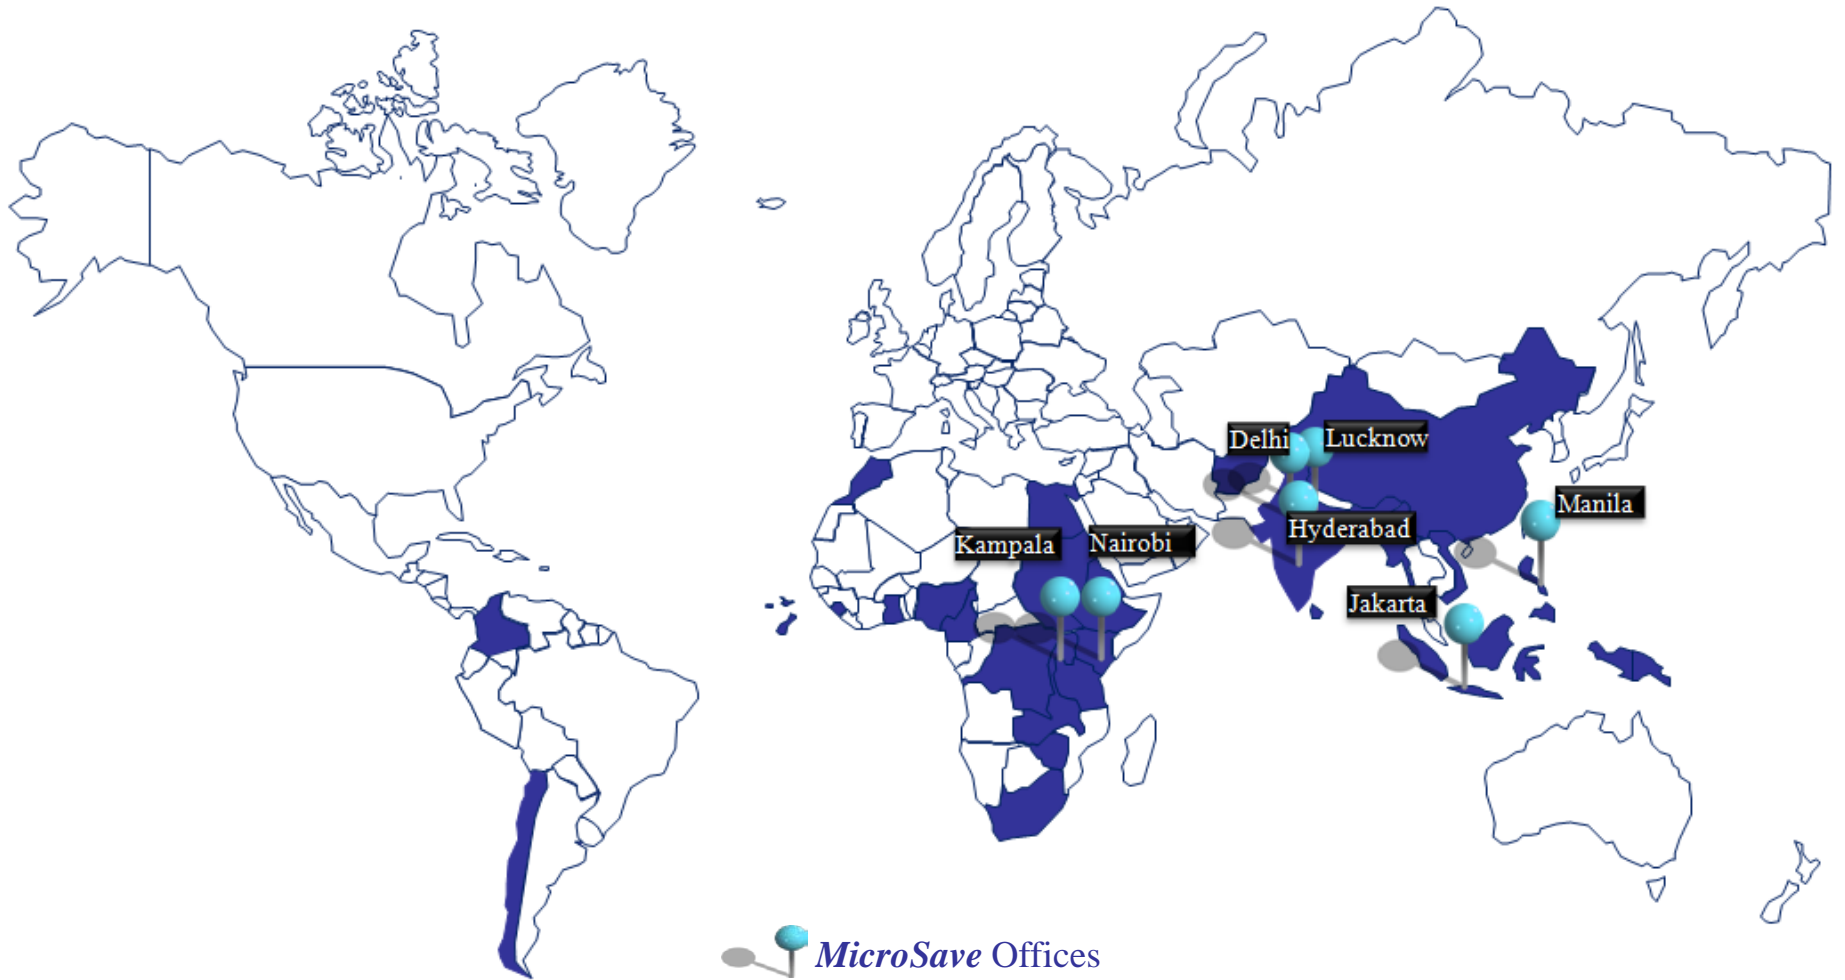 Delhi
Lucknow
Manila
Hyderabad
Kampala
Nairobi
Jakarta
MicroSave Offices